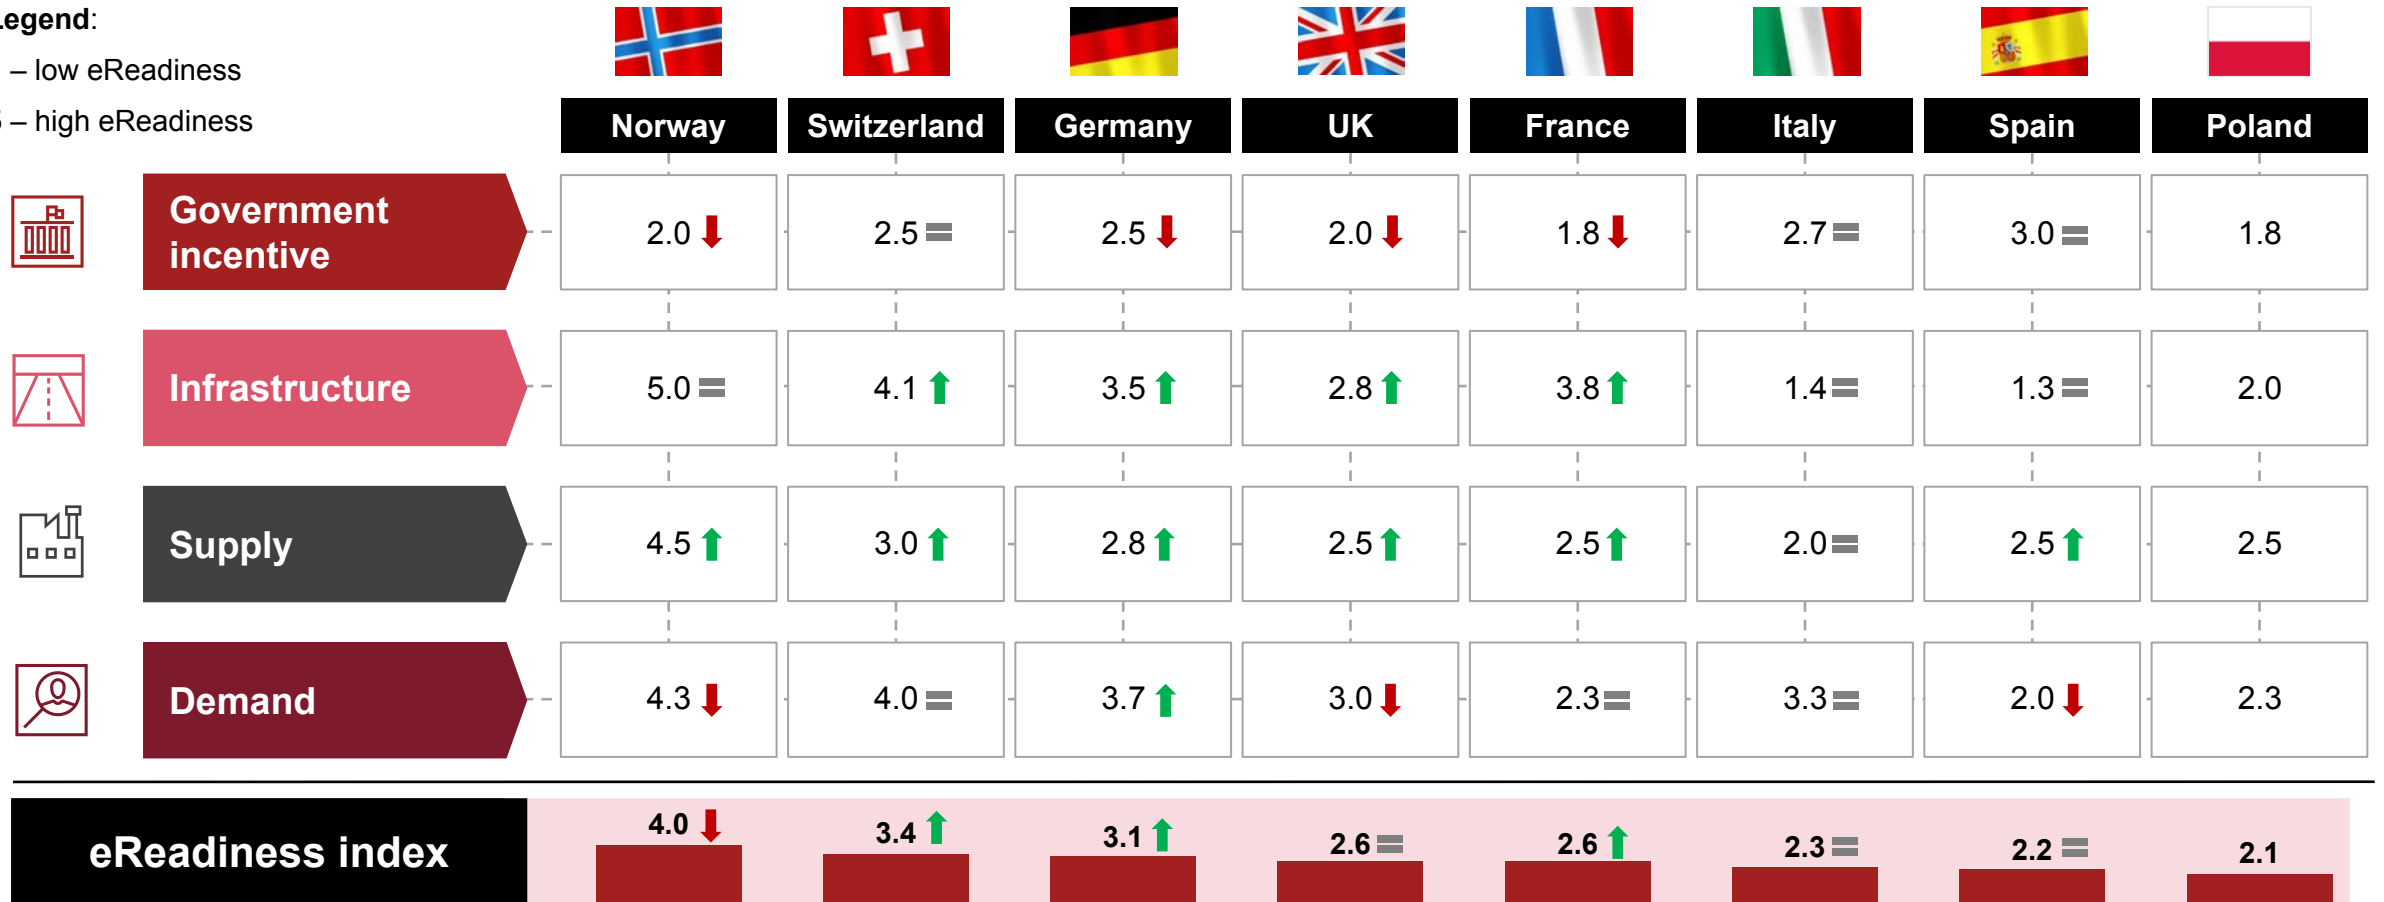 Legend:
– low eReadiness
5 – high eReadiness
Norway Switzerland Germany UK France Italy Spain Poland
Government
incentive
2.0 2.5 = 2.5 2.0 1.8 2.7 = 3.0 = 1.8
Infrastructure
5.0 = 4.1 3.5 2.8 3.8 1.4 = 1.3 = 2.0
Supply
4.5 3.0 2.8 2.5 2.5 2.0 = 2.5 2.5
Demand
4.3 4.0 = 3.7 3.0 2.3 = 3.3 = 2.0 2.3
eReadiness index
4.0 3.4 3.1 2.6 = 2.6 2.3 = 2.2 = 2.1